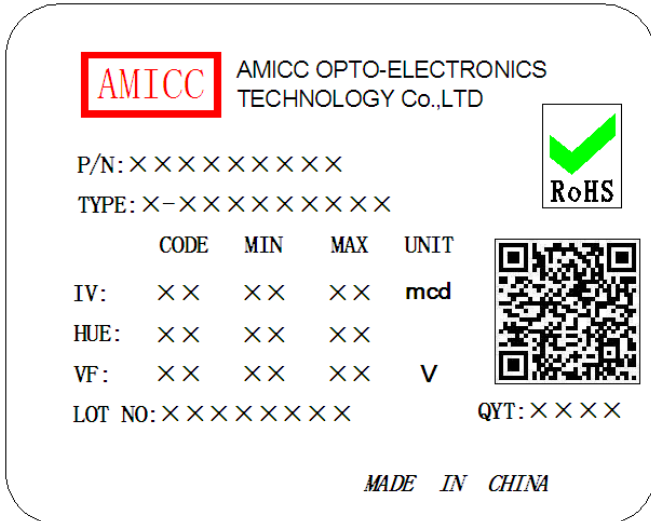 AMICC
AMICC OPTO-ELECTRONICS
TECHNOLOGY Co.,LTD
RoHS
P/N:×××××××××
TYPE:×-×××××××××
CODE MIN MAX UNIT
IV: ×× ×× ×× mcd
HUE: ×× ×× ××
VF: ×× ×× ×× V
LOT NO:××××××××
QYT:××××
MADE IN CHINA